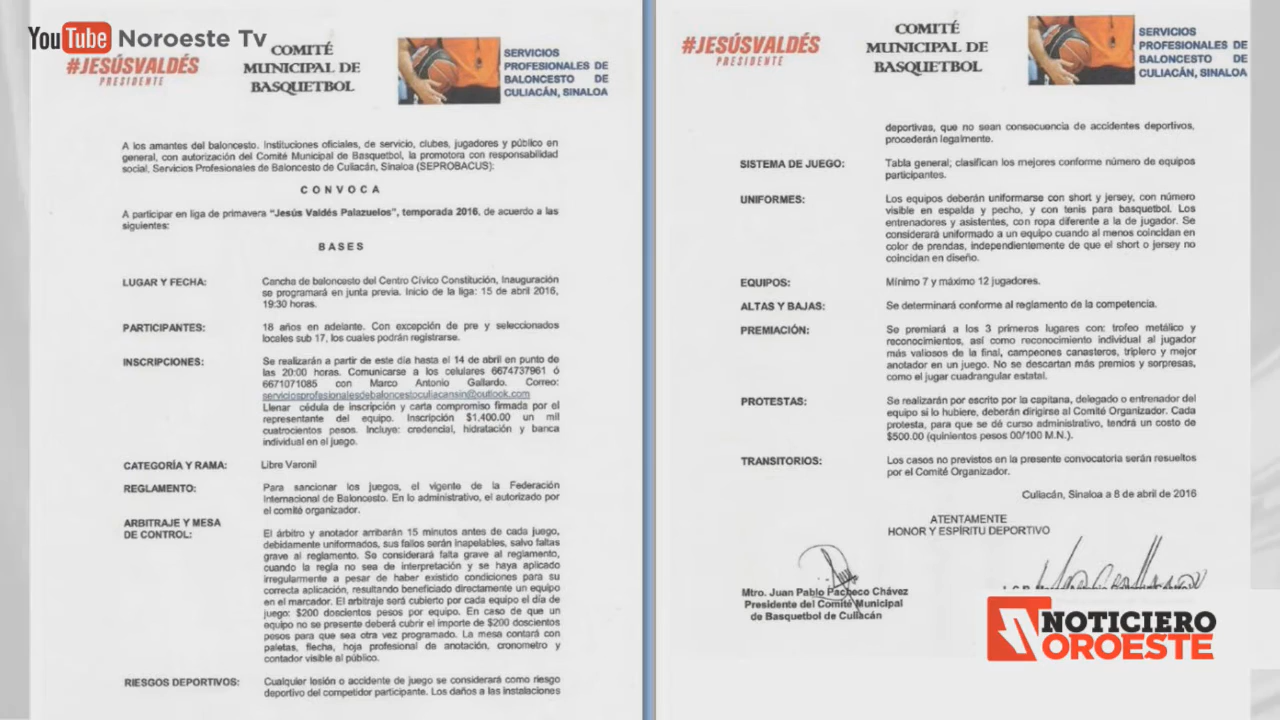 YouTube Noroeste Tv
#JESÚSVALDÉS
PRESIDENTE
COMITÉ
MUNICIPAL DE
BASQUETBOL
SERVICIOS
PROFESIONALES DE
BALONCESTO DE
CULIACÁN, SINALOA
A los amantes del baloncesto. Instituciones oficiales, de servicio, clubes, jugadores y público en
general, con autorización del Comité Municipal de Basquetbol, la promotora con responsabilidad
social, Servicios Profesionales de Baloncesto de Culiacán, Sinaloa (SEPROBACUS):
CONVOCA
A participar en liga de primavera "Jesús Valdés Palazuelos", temporada 2016, de acuerdo a las
siguientes:
BASES
LUGAR Y FECHA: Cancha de baloncesto del Centro Cívico Constitución, Inauguración
se programará en junta previa. Inicio de la liga: 15 de abril 2016,
19:30 horas.
PARTICIPANTES: 18 años en adelante. Con excepción de pre y seleccionados
locales sub 17, los cuales podrán registrarse.
INSCRIPCIONES: Se realizarán a partir de este día hasta el 14 de abril en punto de
las 20:00 horas. Comunicarse a los celulares 6674737961 ó
6671071085 con Marco Antonio Gallardo. Correo:
serviciosprofesionalesdebaloncestoculiacansin@outlook.com
Llenar cédula de inscripción y carta compromiso firmada por el
representante del equipo. Inscripción $1,400.00 un mil
cuatrocientos pesos. Incluye: credencial, hidratación y banca
individual en el juego.
CATEGORÍA Y RAMA: Libre Varonil
REGLAMENTO: Para sancionar los juegos, el vigente de la Federación
Internacional de Baloncesto. En lo administrativo, el autorizado por
el comité organizador.
ARBITRAJE Y MESA
DE CONTROL: El árbitro y anotador arribarán 15 minutos antes de cada juego,
debidamente uniformados, sus fallos serán inapelables, salvo faltas
grave al reglamento. Se considerará falta grave al reglamento,
cuando la regla no sea de interpretación y se haya aplicado
irregularmente a pesar de haber existido condiciones para su
correcta aplicación, resultando beneficiado directamente un equipo
en el marcador. El arbitraje será cubierto por cada equipo el día de
juego: $200 doscientos pesos por equipo. En caso de que un
equipo no se presente deberá cubrir el importe de $200 doscientos
pesos para que sea otra vez programado. La mesa contará con
paletas, flecha, hoja profesional de anotación, cronometro y
contador visible al público.
RIESGOS DEPORTIVOS: Cualquier lesión o accidente de juego se considerará como riesgo
deportivo del competidor participante. Los daños a las instalaciones
#JESÚSVALDÉS
PRESIDENTE
COMITÉ
MUNICIPAL DE
BASQUETBOL
SERVICIOS
PROFESIONALES DE
BALONCESTO DE
CULIACÁN, SINALOA
deportivas, que no sean consecuencia de accidentes deportivos,
procederán legalmente.
SISTEMA DE JUEGO: Tabla general; clasifican los mejores conforme número de equipos
participantes.
UNIFORMES: Los equipos deberán uniformarse con short y jersey, con número
visible en espalda y pecho, y con tenis para basquetbol. Los
entrenadores y asistentes, con ropa diferente a la de jugador. Se
considerará uniformado a un equipo cuando al menos coincidan en
color de prendas, independientemente de que el short o jersey no
coincidan en diseño.
EQUIPOS: Mínimo 7 y máximo 12 jugadores.
ALTAS Y BAJAS: Se determinará conforme al reglamento de la competencia.
PREMIACIÓN: Se premiará a los 3 primeros lugares con: trofeo metálico y
reconocimientos, así como reconocimiento individual al jugador
más valiosos de la final, campeones canasteros, triplero y mejor
anotador en un juego. No se descartan más premios y sorpresas,
como el jugar cuadrangular estatal.
PROTESTAS: Se realizarán por escrito por la capitana, delegado o entrenador del
equipo si lo hubiere, deberán dirigirse al Comité Organizador. Cada
protesta, para que se dé curso administrativo, tendrá un costo de
$500.00 (quinientos pesos 00/100 M.N.).
TRANSITORIOS: Los casos no previstos en la presente convocatoria serán resueltos
por el Comité Organizador.
Culiacán, Sinaloa a 8 de abril de 2016
ATENTAMENTE
HONOR Y ESPÍRITU DEPORTIVO
Mtro. Juan Pablo Pacheco Chávez
Presidente del Comité Municipal
de Basquetbol de Culiacán
NOTICIERO
NOROESTE